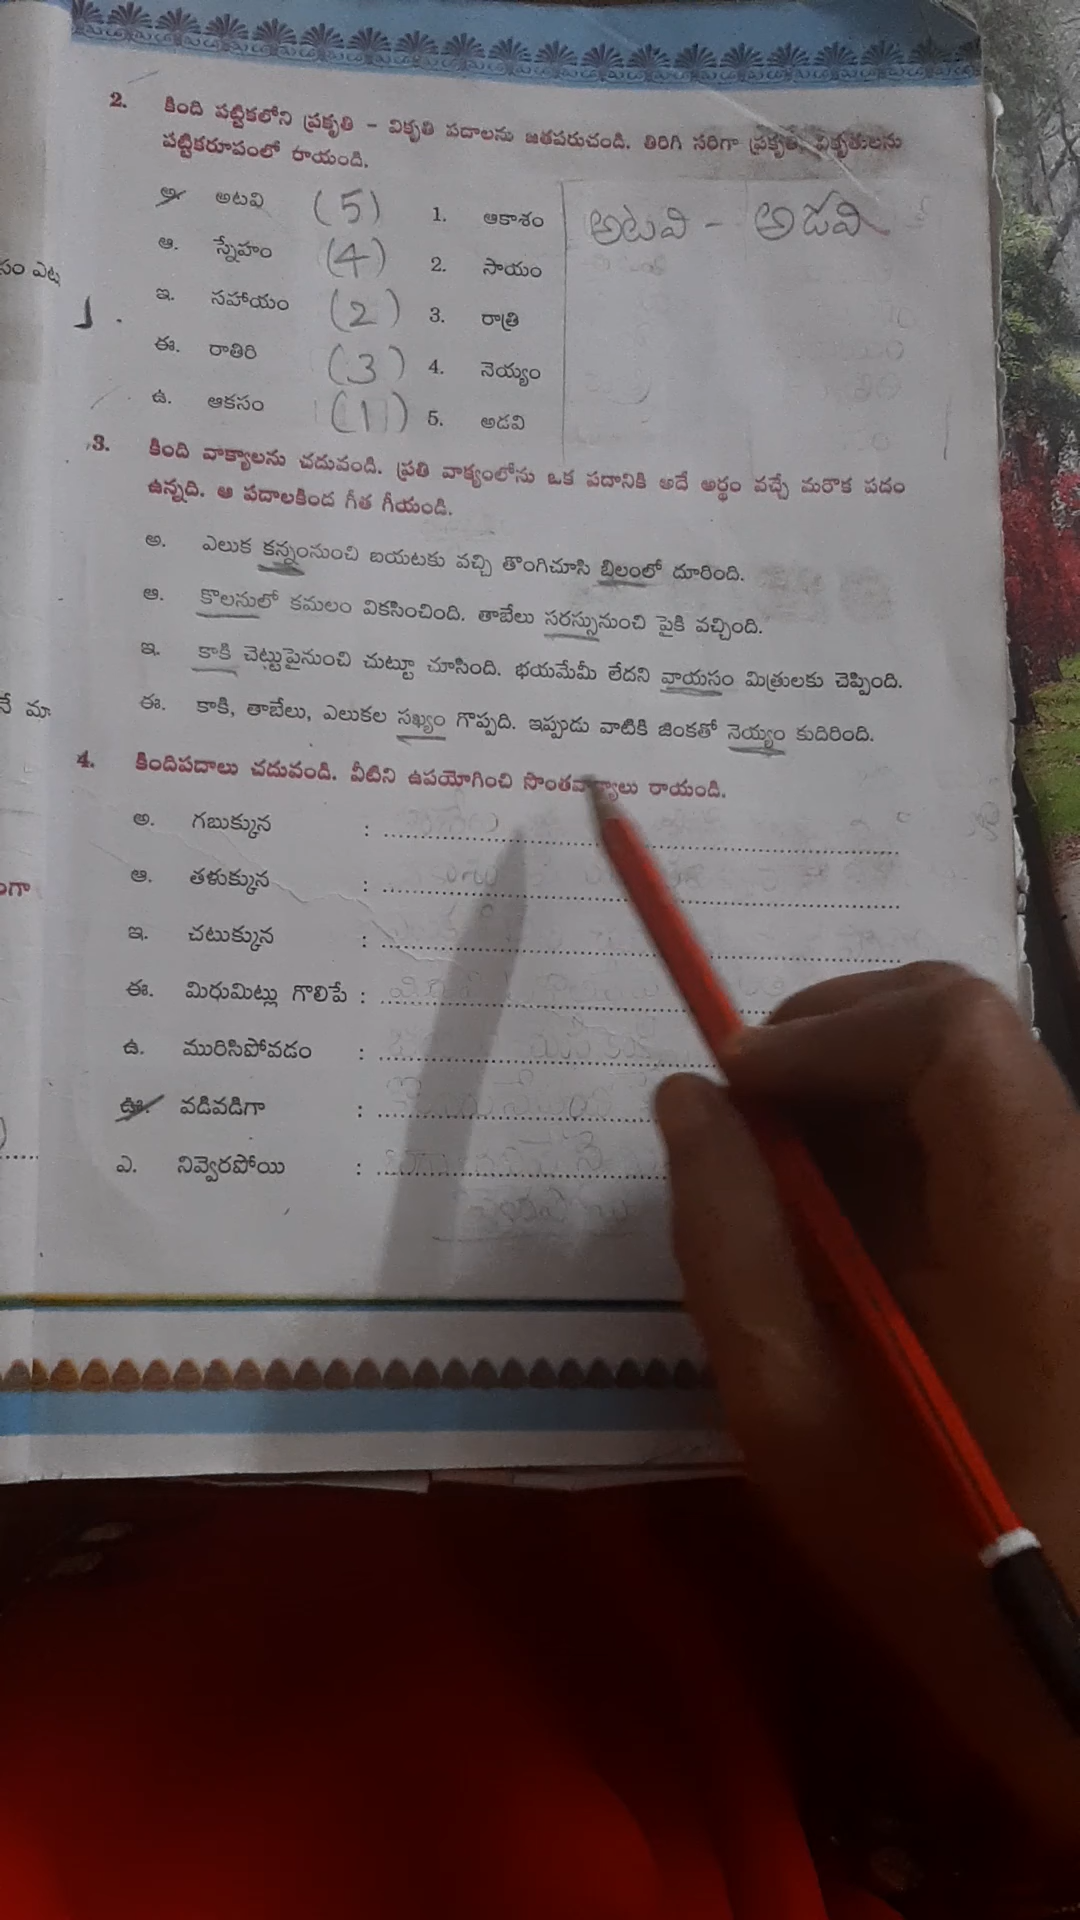 2. కింది పట్టికలోని ప్రకృతి – వికృతి పదాలను జతపరుచండి. తిరిగి సరిగా ప్రకృతి, వికృతులను
పట్టికరూపంలో రాయండి.
అ. అటవి (5) 1. ఆకాశం అటవి - అడవి
ఆ. స్నేహం (4) 2. సాయం
ఇ. సహాయం (2) 3. రాత్రి
ఈ. రాతిరి (3) 4. నెయ్యం
ఉ. ఆకసం (1) 5. అడవి
3. కింది వాక్యాలను చదువండి. ప్రతి వాక్యంలోను ఒక పదానికి అదే అర్థం వచ్చే మరొక పదం
ఉన్నది. ఆ పదాలకింద గీత గీయండి.
అ. ఎలుక కన్నంనుంచి బయటకు వచ్చి తొంగిచూసి బిలంలో దూరింది.
ఆ. కొలనులో కమలం వికసించింది. తాబేలు సరస్సునుంచి పైకి వచ్చింది.
ఇ. కాకి చెట్టుపైనుంచి చుట్టూ చూసింది. భయమేమీ లేదని వాయసం మిత్రులకు చెప్పింది.
ఈ. కాకి, తాబేలు, ఎలుకల సఖ్యం గొప్పది. ఇప్పుడు వాటికి జింకతో నెయ్యం కుదిరింది.
4. కిందిపదాలు చదువండి. వీటిని ఉపయోగించి సొంతవాక్యాలు రాయండి.
అ. గబుక్కున :
ఆ. తళుక్కున :
ఇ. చటుక్కున :
ఈ. మిరుమిట్లు గొలిపే :
ఉ. మురిసిపోవడం :
ఊ. వడివడిగా :
ఎ. నివ్వెరపోయి :